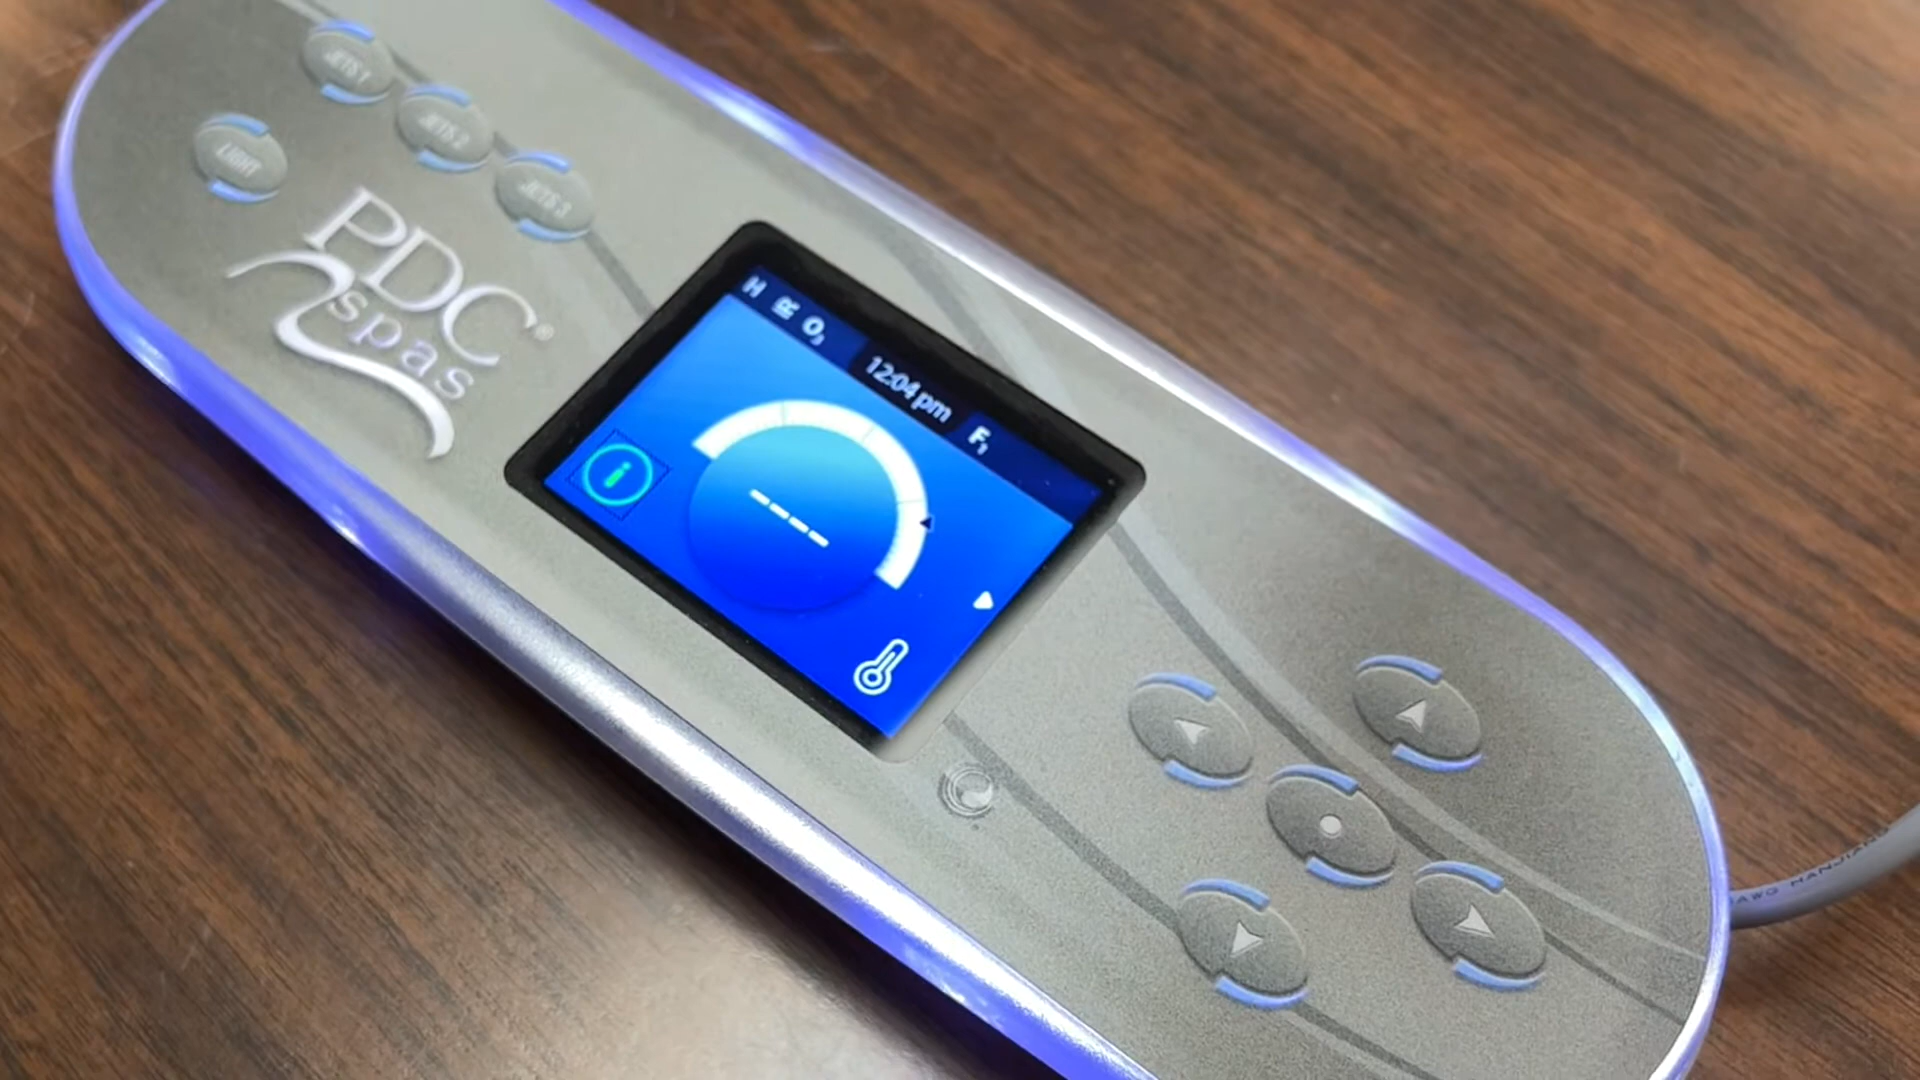 JETS 1
JETS 2
JETS 3
LIGHT
PDC®
spas
H R O₃ 12:04 pm F₁
i
----